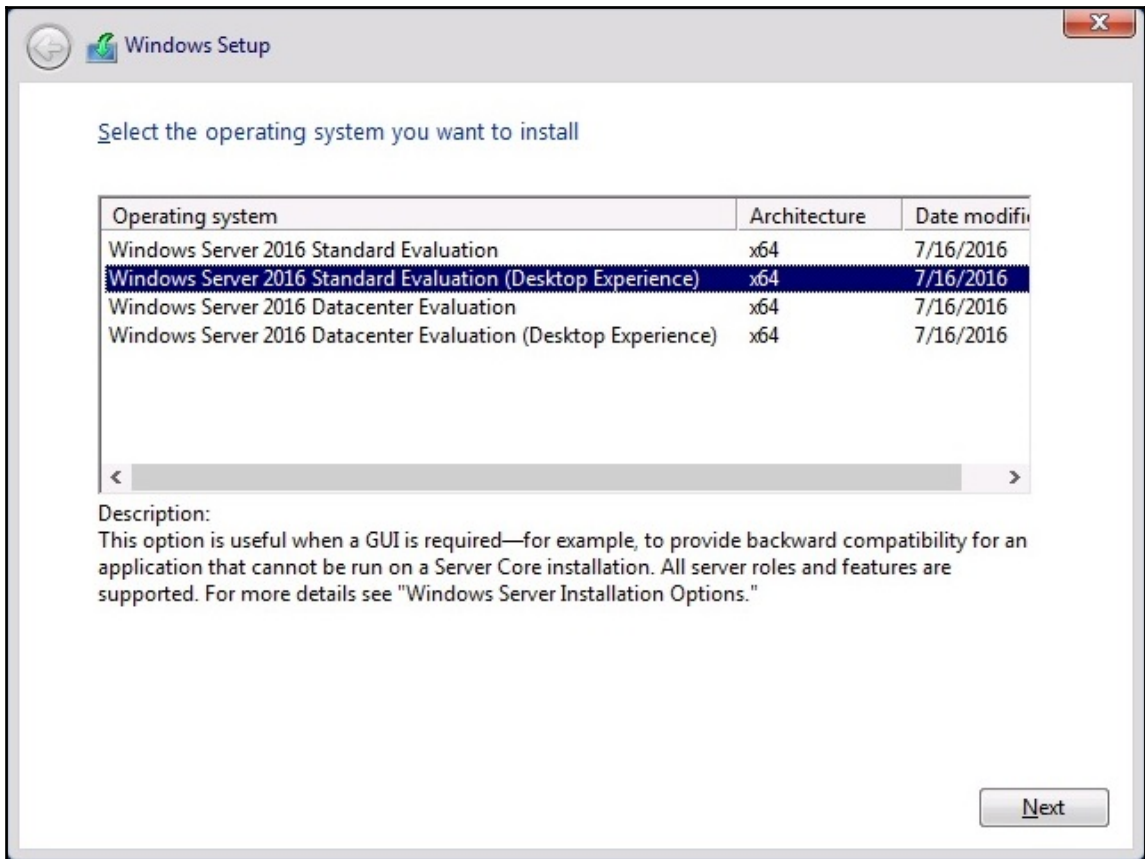 Windows Setup
Select the operating system you want to install
Operating system Architecture Date modifi
Windows Server 2016 Standard Evaluation x64 7/16/2016
Windows Server 2016 Standard Evaluation (Desktop Experience) x64 7/16/2016
Windows Server 2016 Datacenter Evaluation x64 7/16/2016
Windows Server 2016 Datacenter Evaluation (Desktop Experience) x64 7/16/2016
Description:
This option is useful when a GUI is required—for example, to provide backward compatibility for an
application that cannot be run on a Server Core installation. All server roles and features are
supported. For more details see "Windows Server Installation Options."
Next